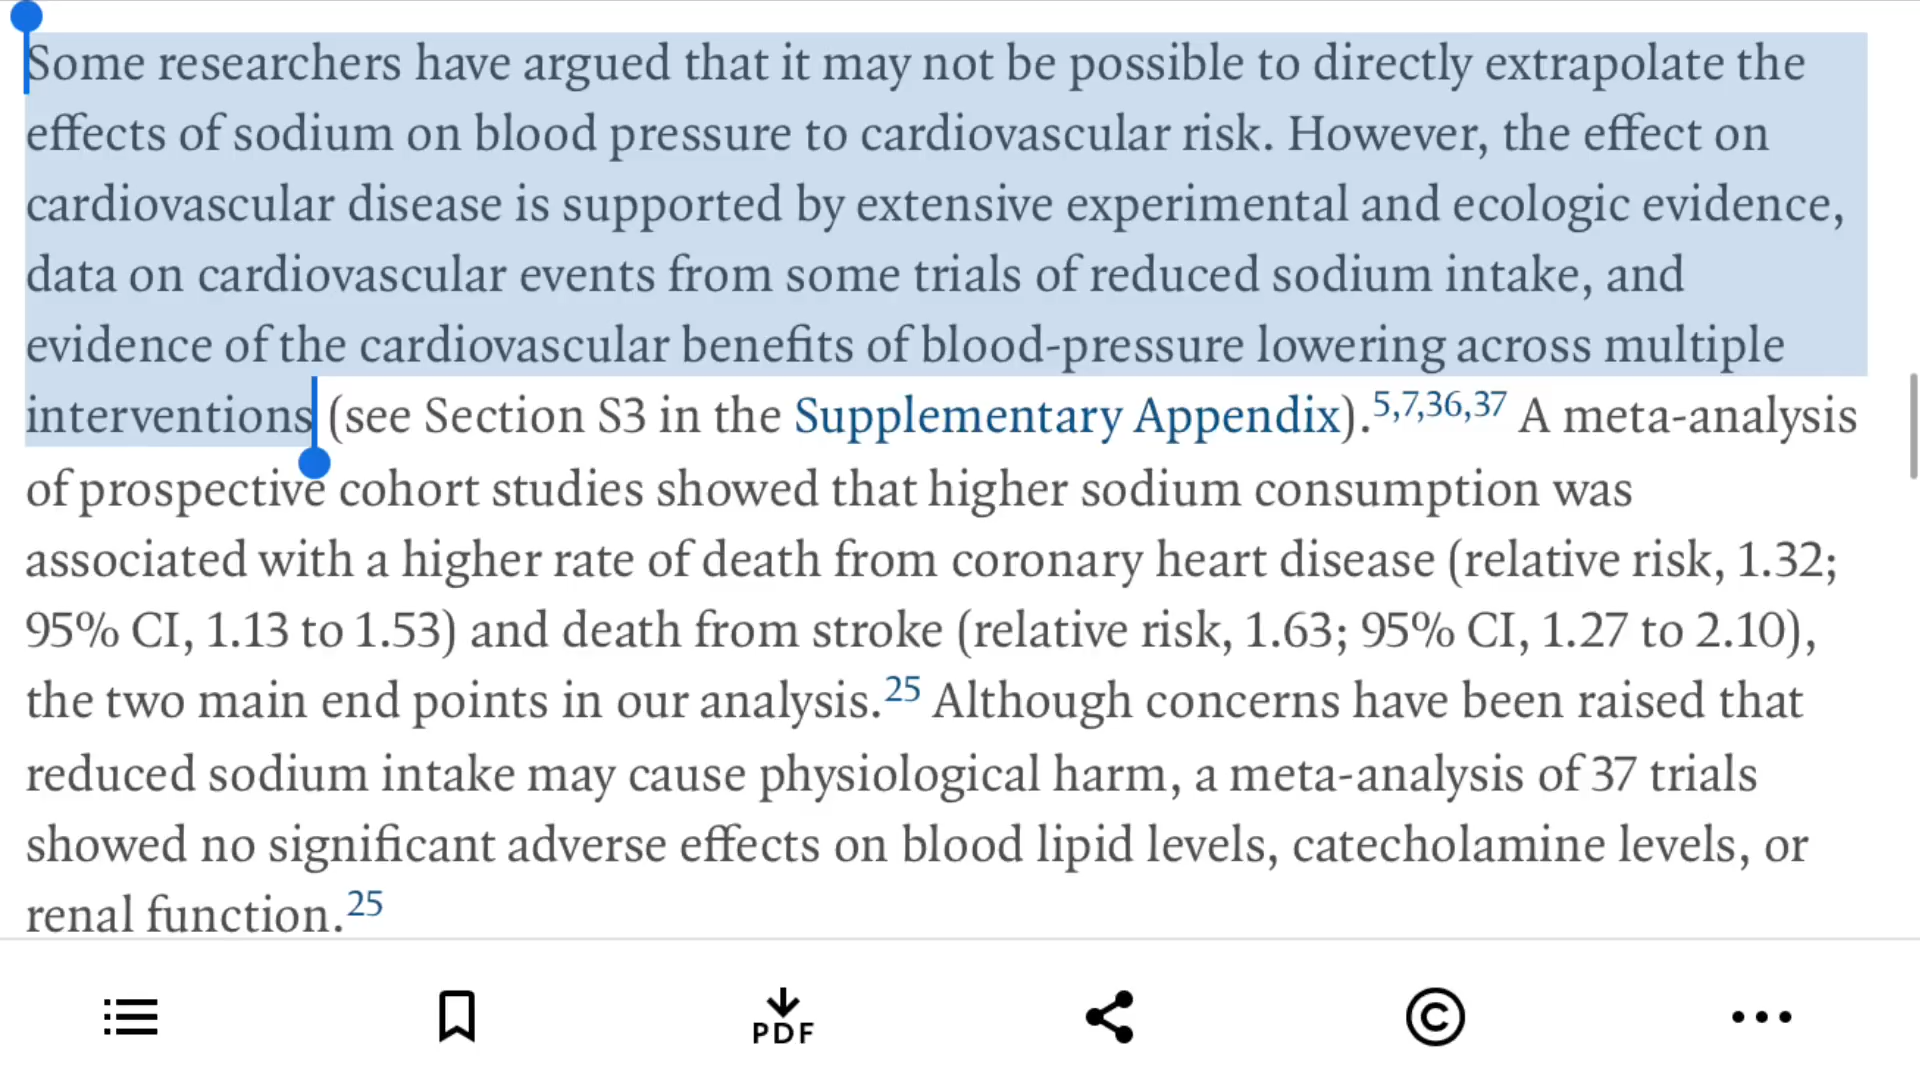 Some researchers have argued that it may not be possible to directly extrapolate the
effects of sodium on blood pressure to cardiovascular risk. However, the effect on
cardiovascular disease is supported by extensive experimental and ecologic evidence,
data on cardiovascular events from some trials of reduced sodium intake, and
evidence of the cardiovascular benefits of blood-pressure lowering across multiple
interventions (see Section S3 in the Supplementary Appendix).5,7,36,37 A meta-analysis
of prospective cohort studies showed that higher sodium consumption was
associated with a higher rate of death from coronary heart disease (relative risk, 1.32;
95% CI, 1.13 to 1.53) and death from stroke (relative risk, 1.63; 95% CI, 1.27 to 2.10),
the two main end points in our analysis.25 Although concerns have been raised that
reduced sodium intake may cause physiological harm, a meta-analysis of 37 trials
showed no significant adverse effects on blood lipid levels, catecholamine levels, or
renal function.25
PDF
©